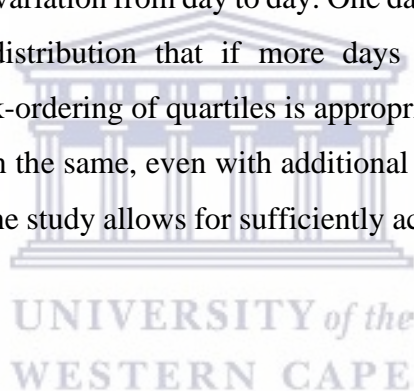 variation from day to day. One da
distribution that if more days
k-ordering of quartiles is appropri
n the same, even with additional
ne study allows for sufficiently ac
UNIVERSITY of the
WESTERN CAPE